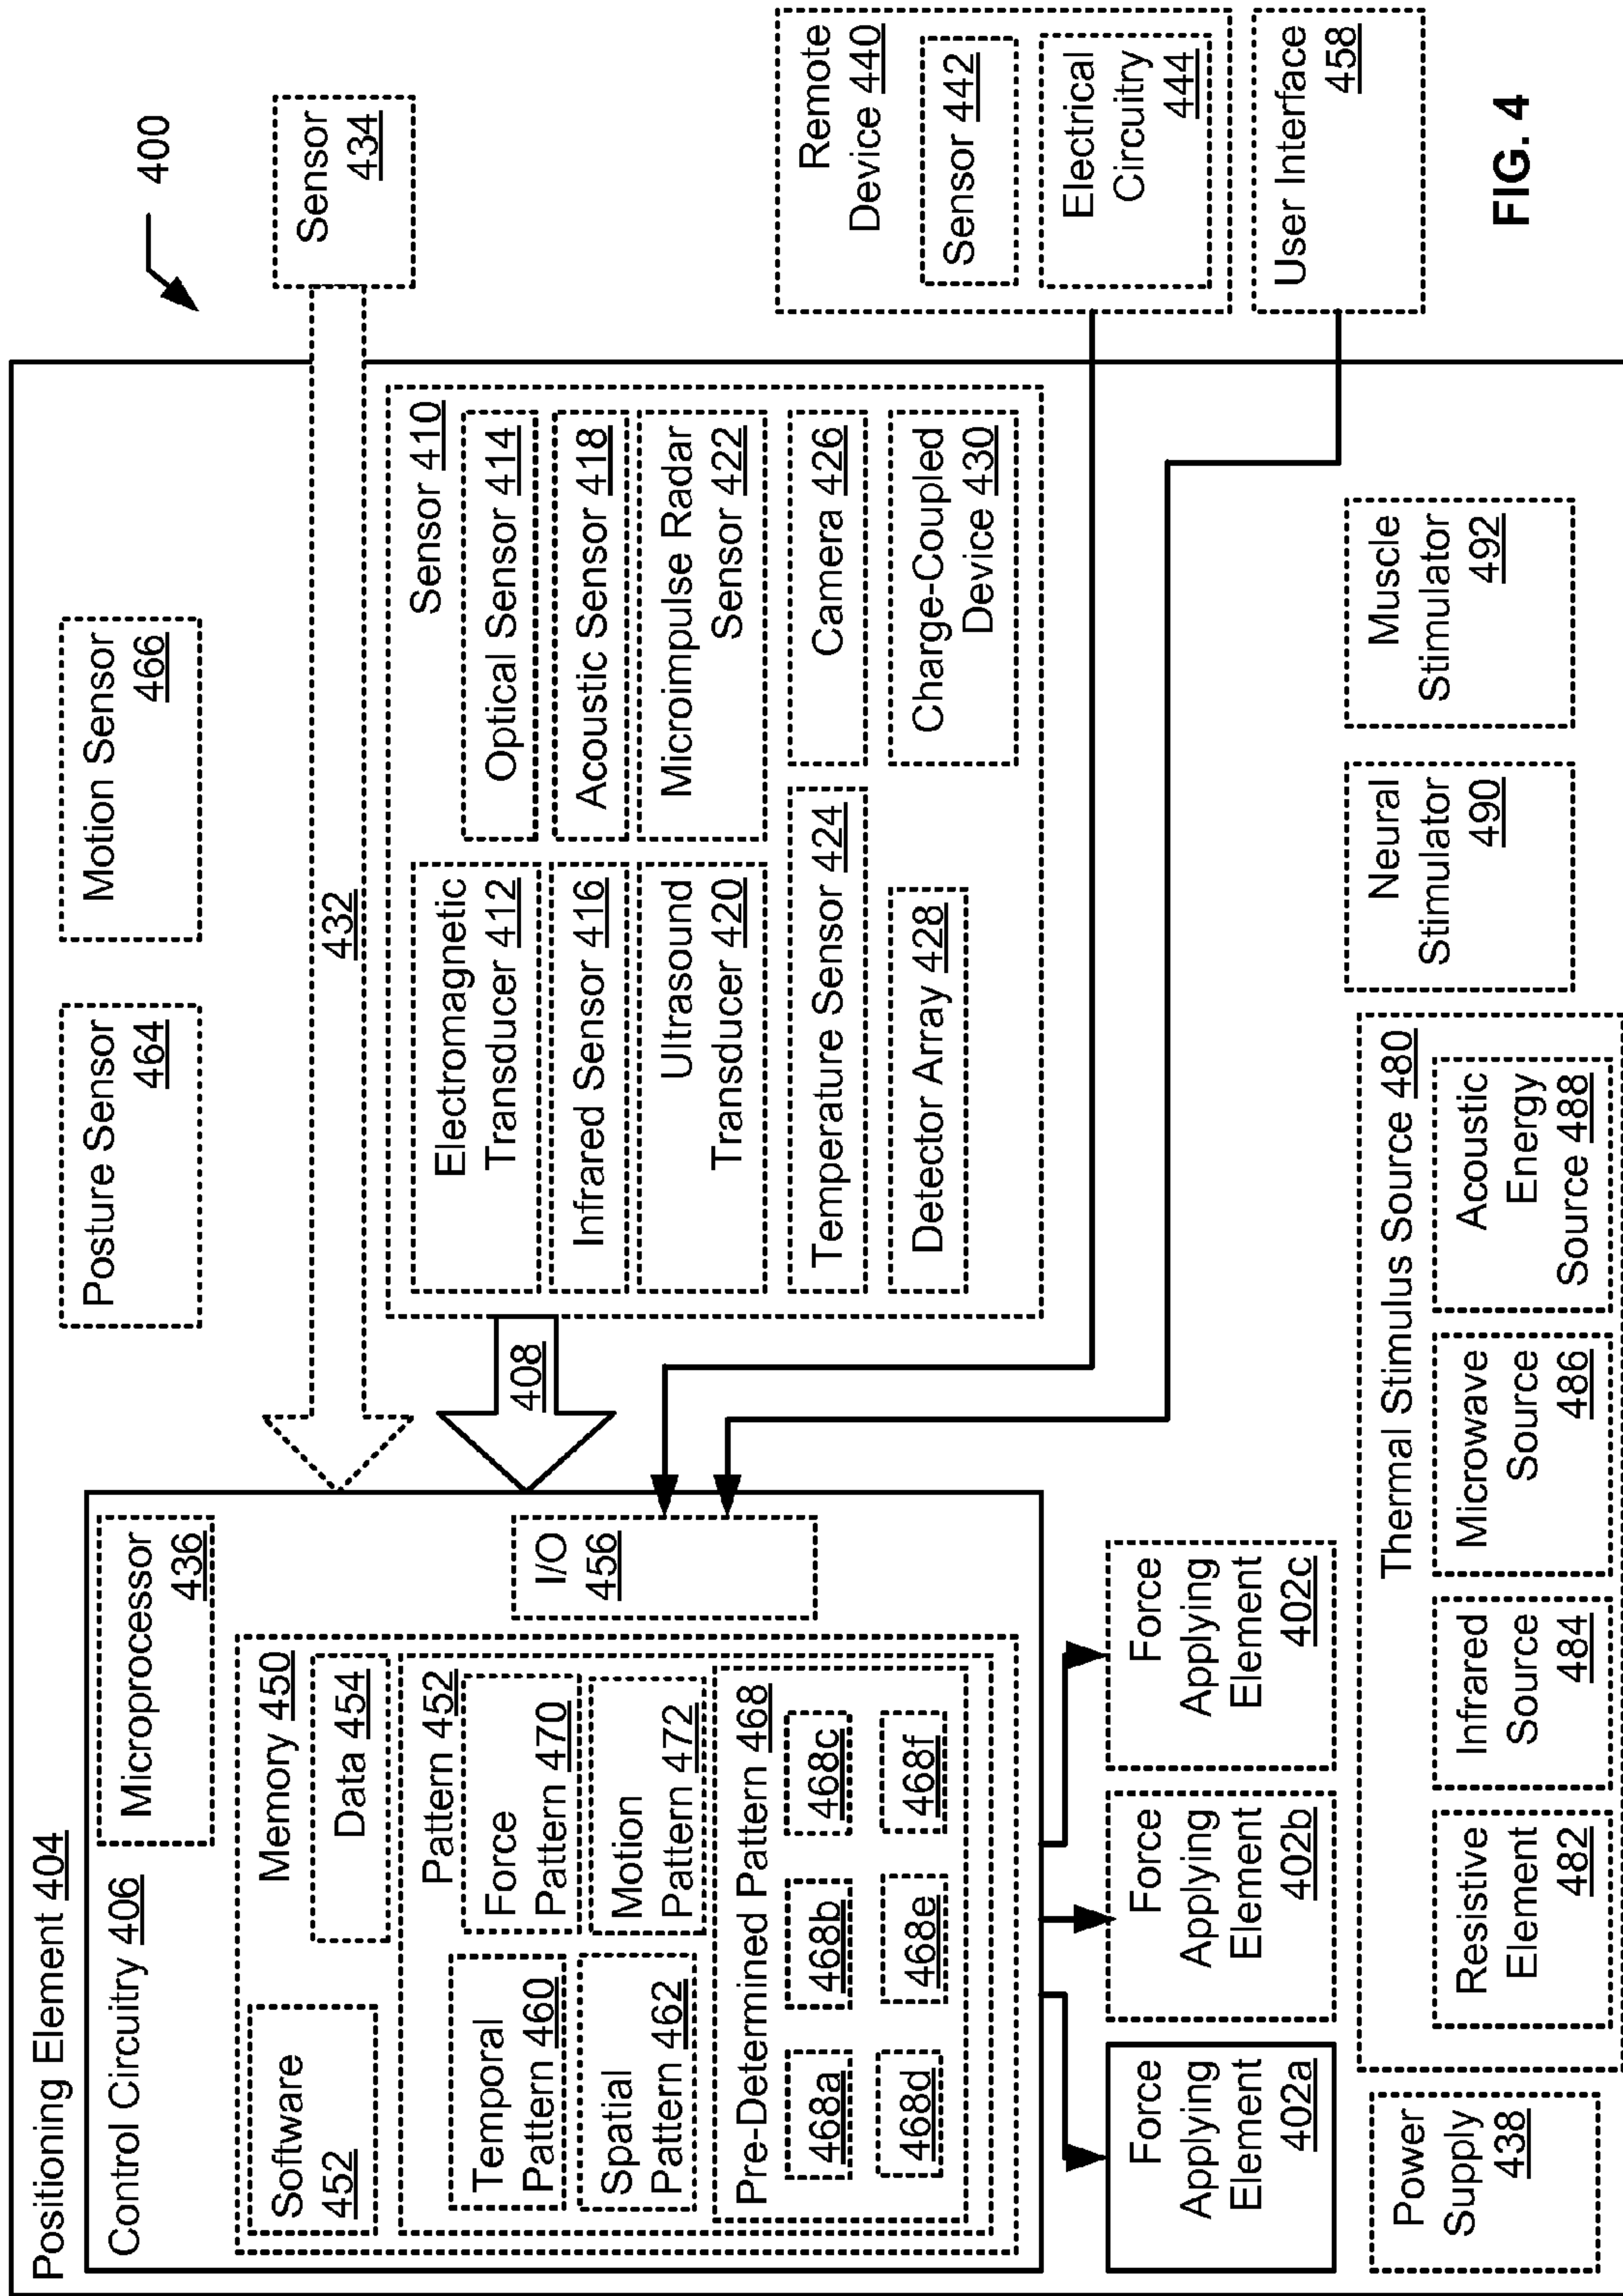 400
Positioning Element 404
Posture Sensor
464
Motion Sensor
466
Sensor
434
432
Control Circuitry 406
Microprocessor
436
Memory 450
Software
452
Data 454
Pattern 452
Temporal
Pattern 460
Force
Pattern 470
Spatial
Pattern 462
Motion
Pattern 472
Pre-Determined Pattern 468
468a
468b
468c
468d
468e
468f
I/O
456
408
Sensor 410
Electromagnetic
Transducer 412
Optical Sensor 414
Infrared Sensor 416
Acoustic Sensor 418
Ultrasound
Transducer 420
Microimpulse Radar
Sensor 422
Temperature Sensor 424
Camera 426
Detector Array 428
Charge-Coupled
Device 430
Remote
Device 440
Sensor 442
Electrical
Circuitry
444
User Interface
458
Force
Applying
Element
402a
Force
Applying
Element
402b
Force
Applying
Element
402c
Power
Supply
438
Thermal Stimulus Source 480
Resistive
Element
482
Infrared
Source
484
Microwave
Source
486
Acoustic
Energy
Source 488
Neural
Stimulator
490
Muscle
Stimulator
492
FIG. 4